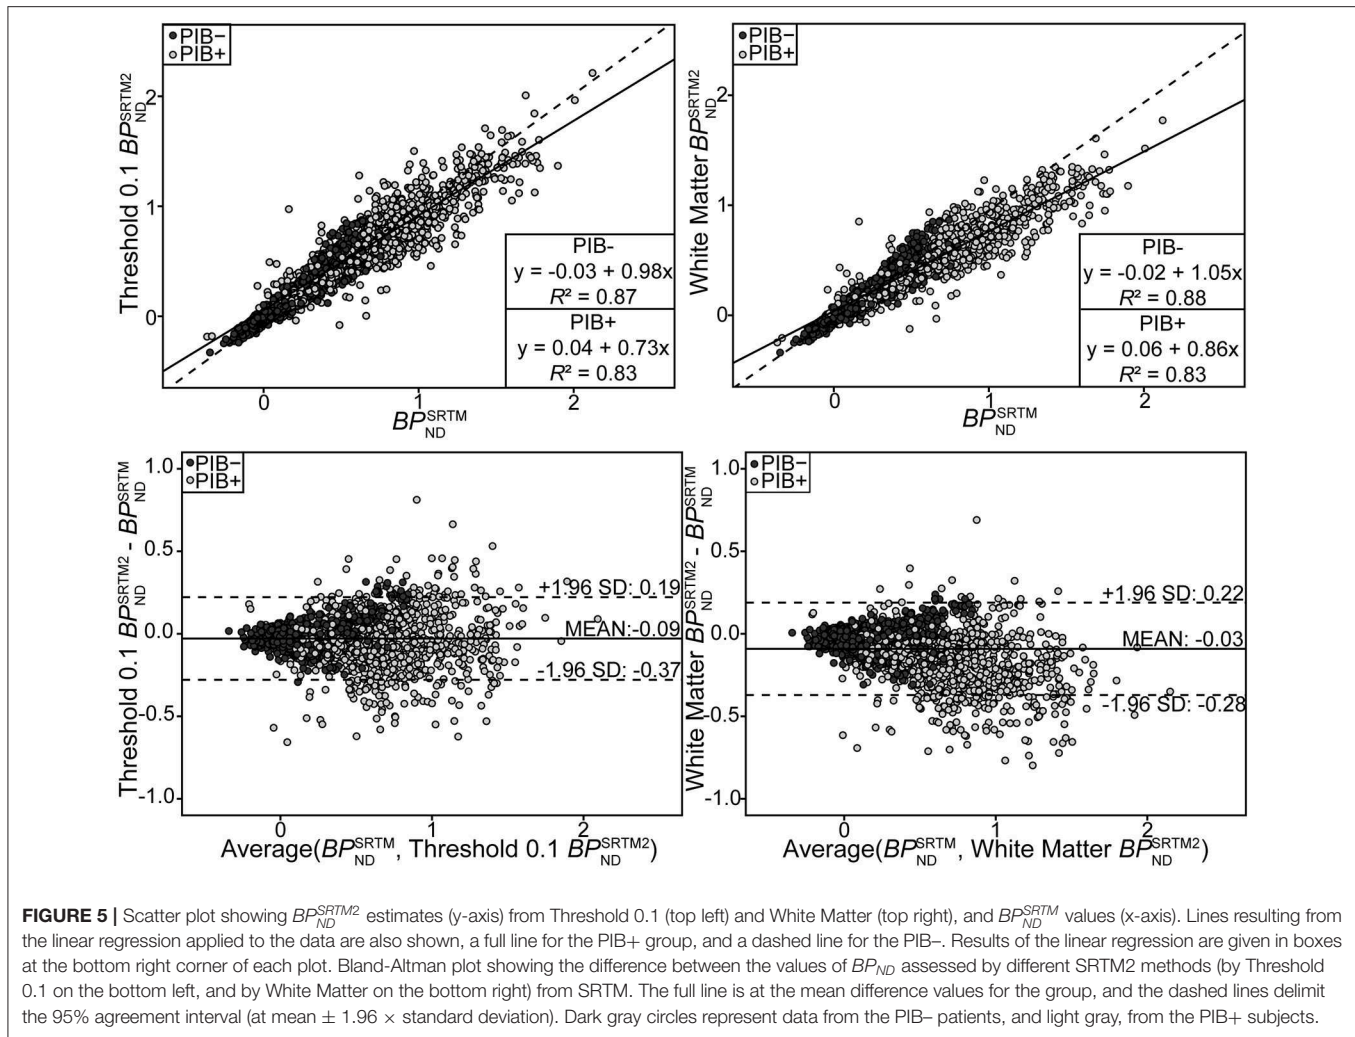 PIB−
PIB+
Threshold 0.1 BP_ND^SRTM2
2
1
0
PIB-
y = -0.03 + 0.98x
R² = 0.87
PIB+
y = 0.04 + 0.73x
R² = 0.83
0 1 2
BP_ND^SRTM
PIB−
PIB+
White Matter BP_ND^SRTM2
2
1
0
PIB-
y = -0.02 + 1.05x
R² = 0.88
PIB+
y = 0.06 + 0.86x
R² = 0.83
0 1 2
BP_ND^SRTM
PIB−
PIB+
Threshold 0.1 BP_ND^SRTM2 - BP_ND^SRTM
1.0
0.5
0.0
-0.5
-1.0
+1.96 SD: 0.19
MEAN:-0.09
-1.96 SD: -0.37
0 1 2
Average(BP_ND^SRTM, Threshold 0.1 BP_ND^SRTM2)
PIB−
PIB+
White Matter BP_ND^SRTM2 - BP_ND^SRTM
1.0
0.5
0.0
-0.5
-1.0
+1.96 SD: 0.22
MEAN: -0.03
-1.96 SD: -0.28
0 1 2
Average(BP_ND^SRTM, White Matter BP_ND^SRTM2)
FIGURE 5 | Scatter plot showing BP_ND^SRTM2 estimates (y-axis) from Threshold 0.1 (top left) and White Matter (top right), and BP_ND^SRTM values (x-axis). Lines resulting from
the linear regression applied to the data are also shown, a full line for the PIB+ group, and a dashed line for the PIB–. Results of the linear regression are given in boxes
at the bottom right corner of each plot. Bland-Altman plot showing the difference between the values of BP_ND assessed by different SRTM2 methods (by Threshold
0.1 on the bottom left, and by White Matter on the bottom right) from SRTM. The full line is at the mean difference values for the group, and the dashed lines delimit
the 95% agreement interval (at mean ± 1.96 × standard deviation). Dark gray circles represent data from the PIB– patients, and light gray, from the PIB+ subjects.